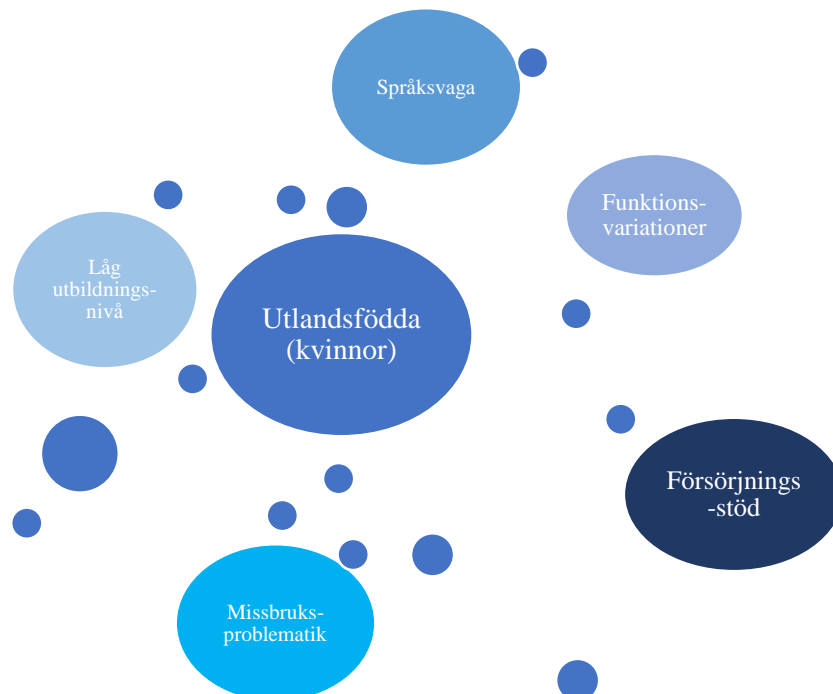 Språksvaga
Funktions-
variationer
Låg
utbildnings-
nivå
Utlandsfödda
(kvinnor)
Försörjnings
-stöd
Missbruks-
problematik